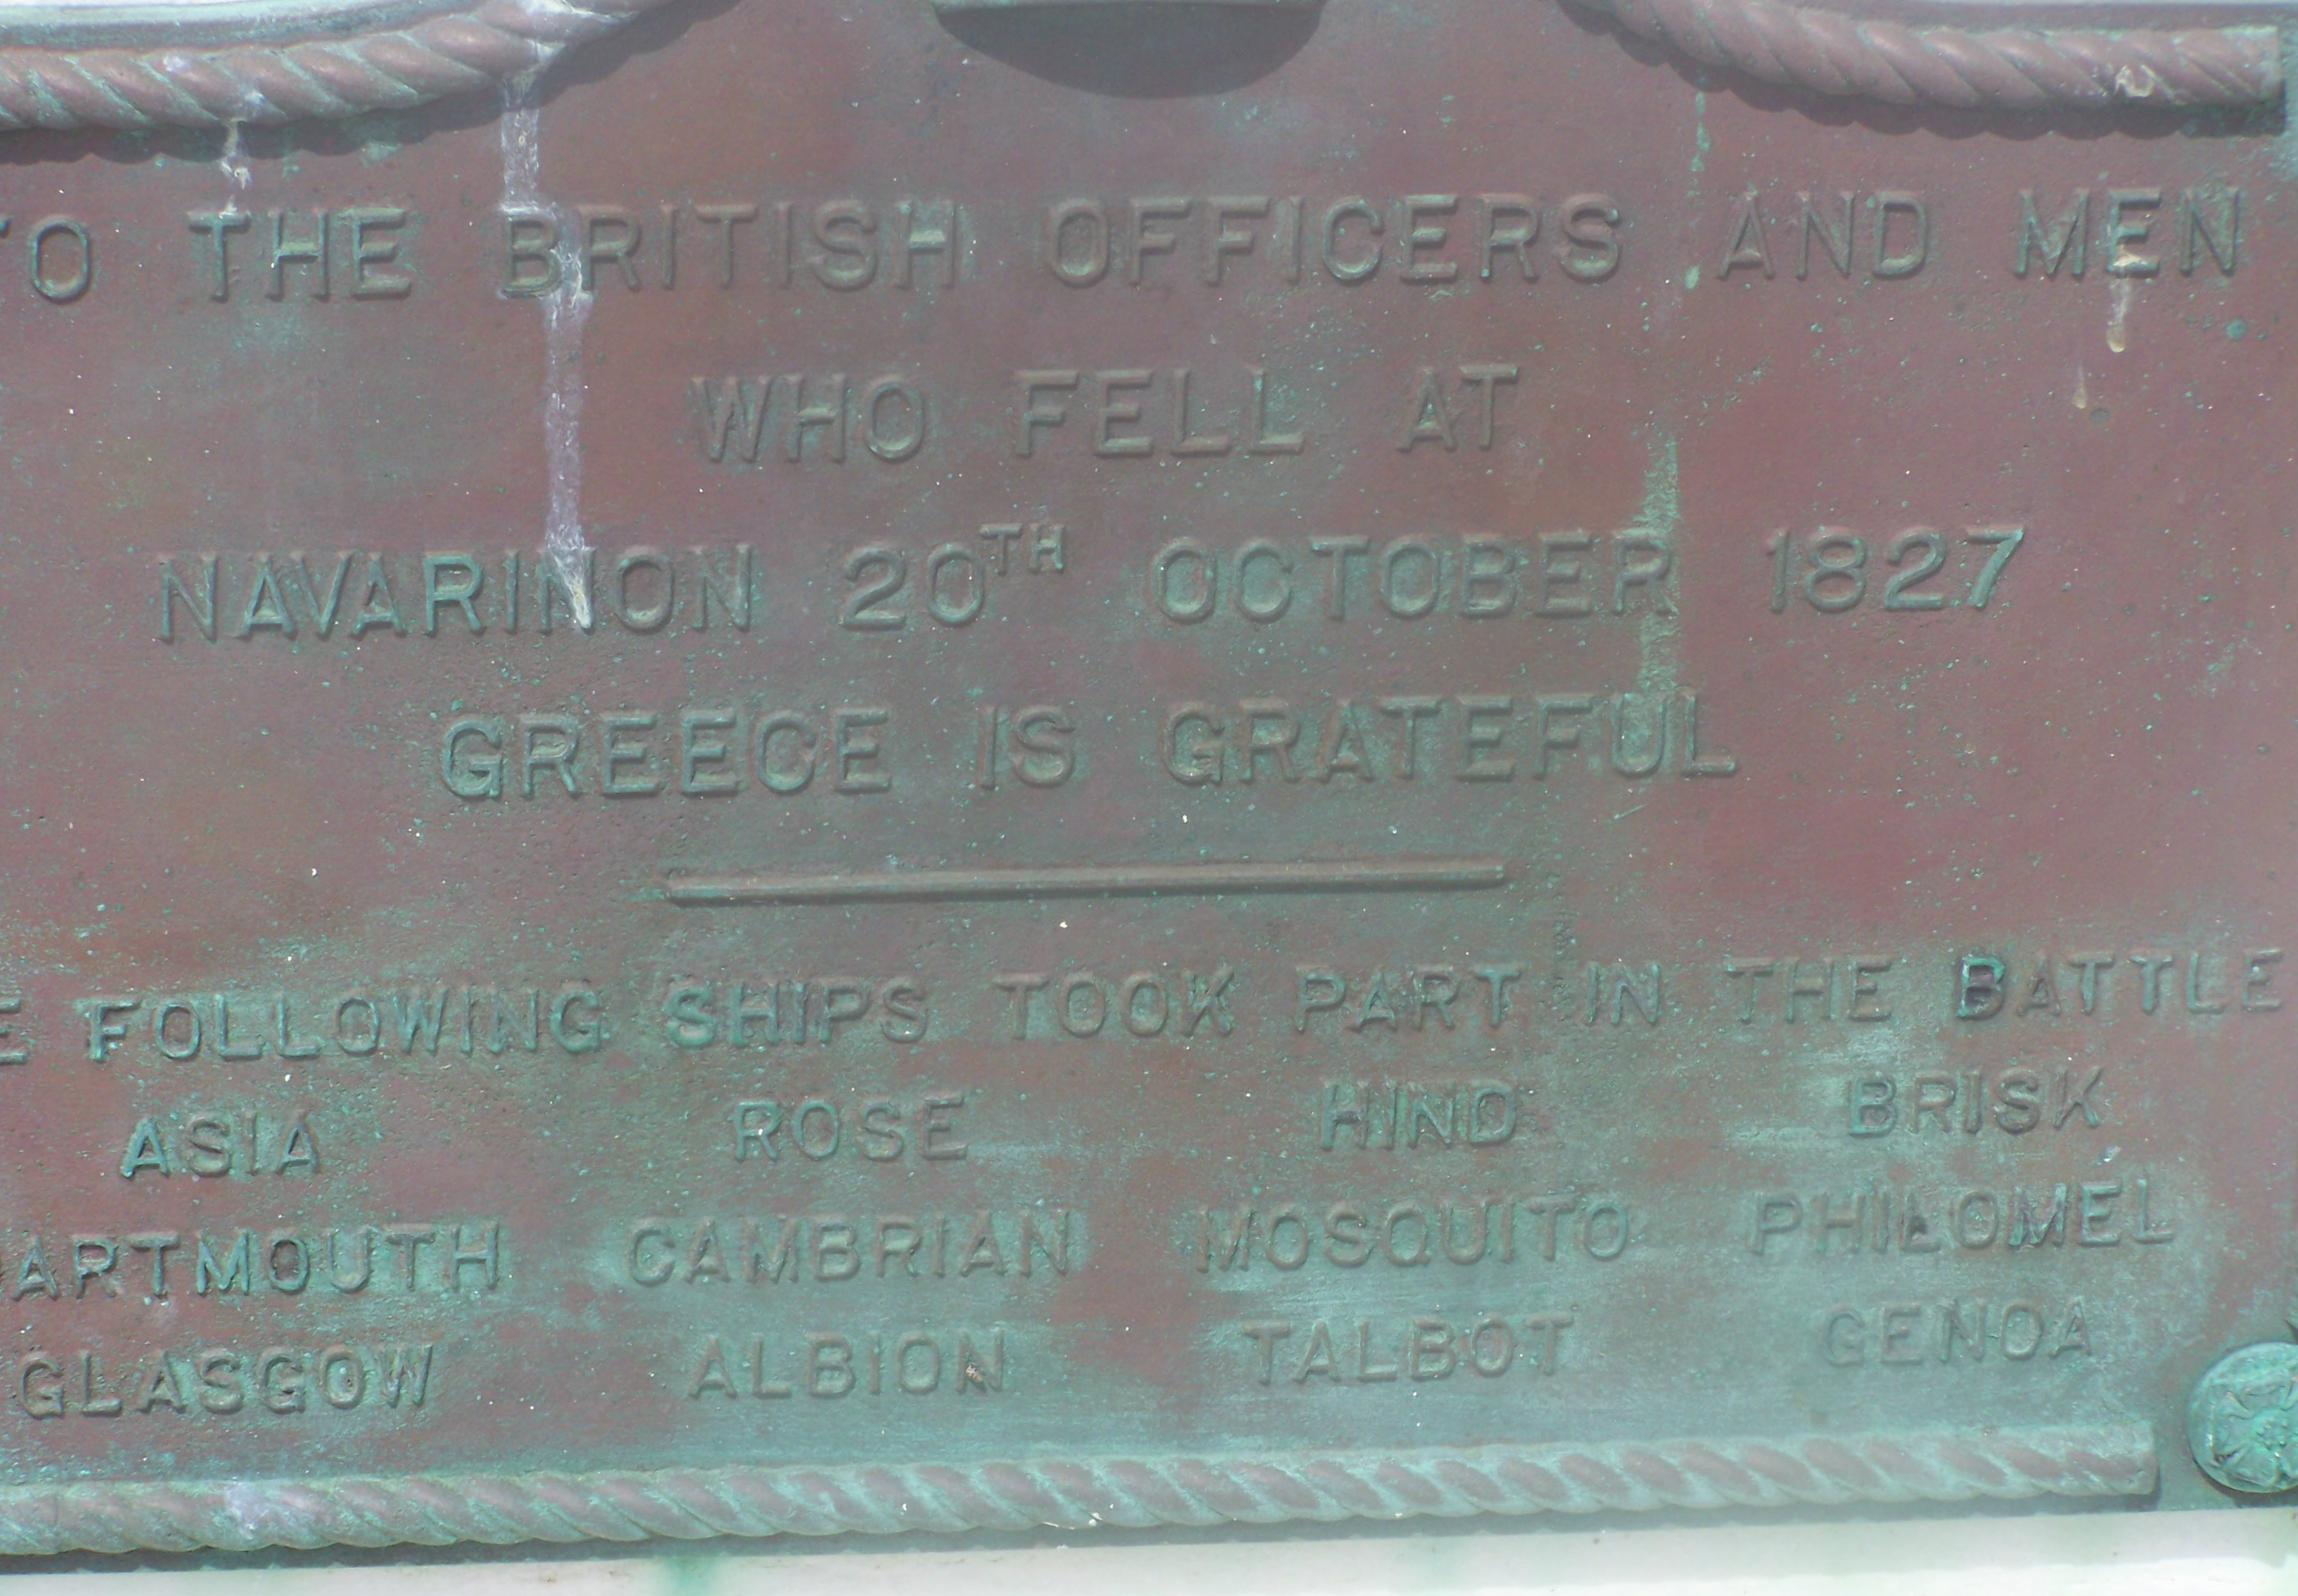 TO THE BRITISH OFFICERS AND MEN
WHO FELL AT
NAVARINON 20TH OCTOBER 1827
GREECE IS GRATEFUL
E FOLLOWING SHIPS TOOK PART IN THE BATTLE
ASIA ROSE HIND BRISK
DARTMOUTH CAMBRIAN MOSQUITO PHILOMEL
GLASGOW ALBION TALBOT GENOA